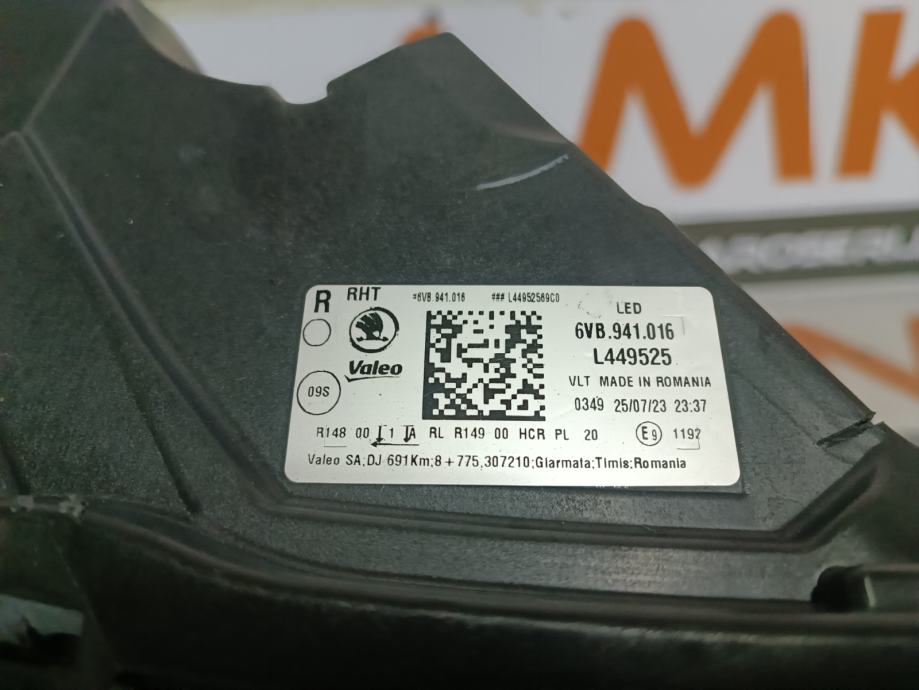 MK
R RHT *6VB.941.016 ### L44952569C0 LED
6VB.941.016
L449525
Valeo
VLT MADE IN ROMANIA
09S
0349 25/07/23 23:37
R148 00 1 1A RL R149 00 HCR PL 20 E9 1192
Valeo SA;DJ 691Km;8+775,307210;Giarmata;Timis;Romania